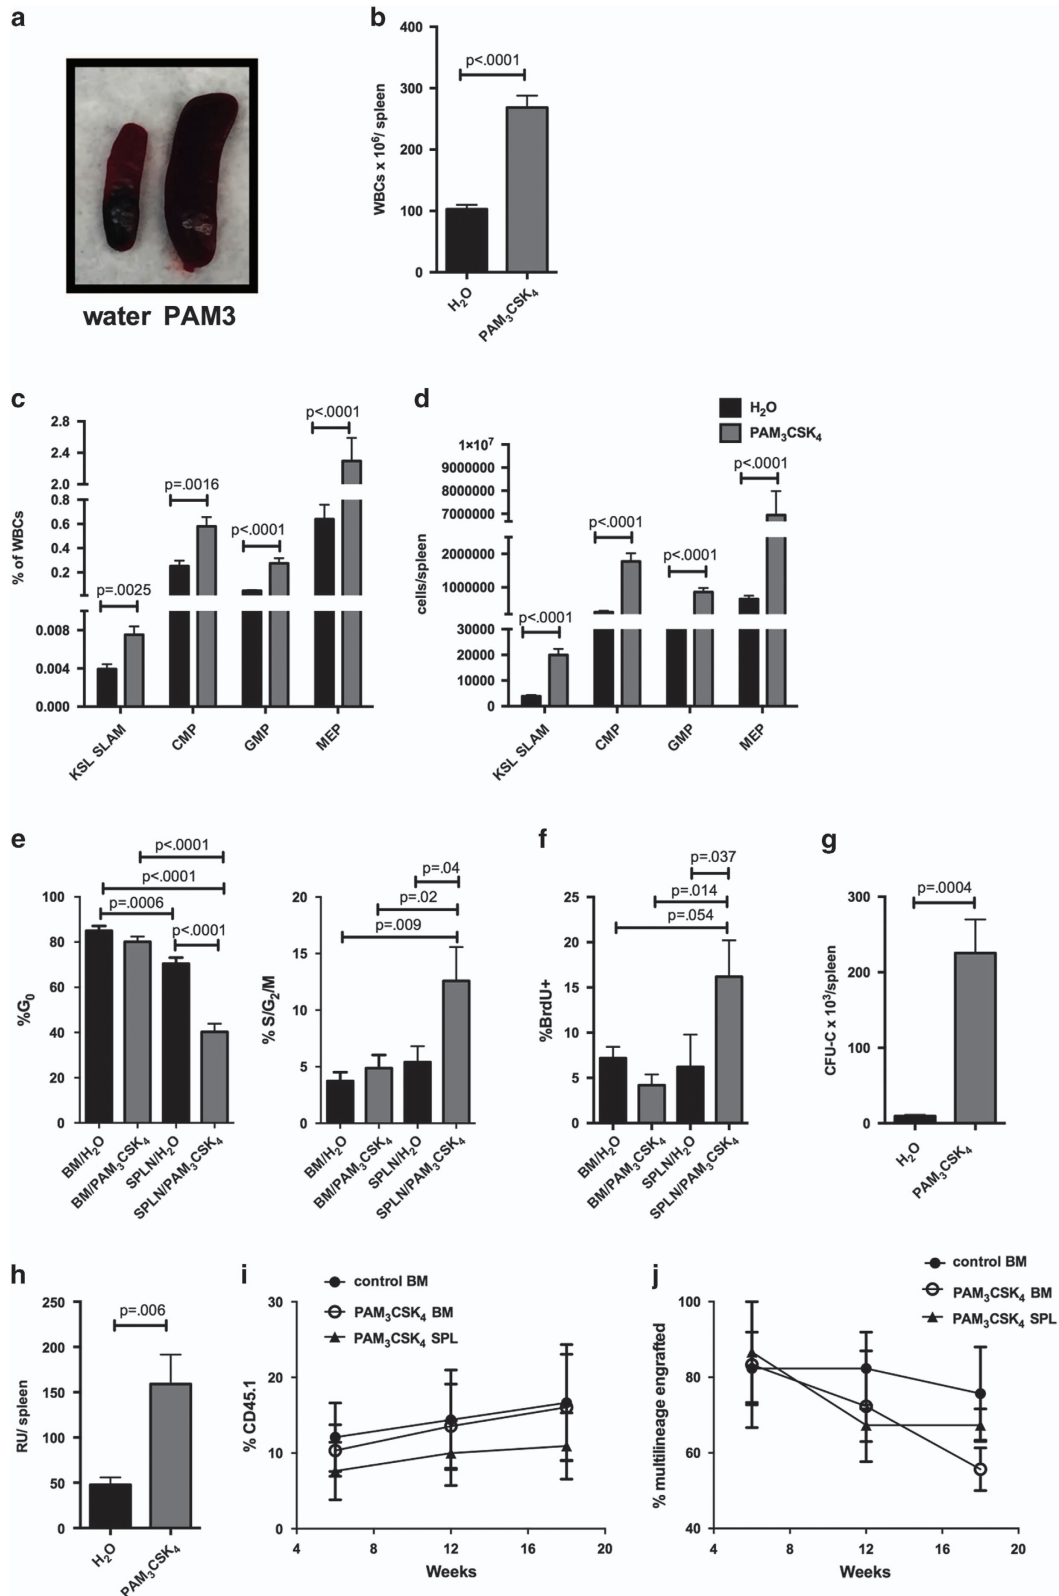 a
water PAM3
b
400
300
200
100
0
WBCs x 10⁶/ spleen
p<.0001
H₂O
PAM₃CSK₄
c
2.8
2.4
2.0
0.8
0.6
0.4
0.2
0.008
0.004
0.000
% of WBCs
p=.0025
p=.0016
p<.0001
p<.0001
KSL SLAM
CMP
GMP
MEP
d
H₂O
PAM₃CSK₄
1×10⁷
9000000
8000000
7000000
2000000
1000000
30000
20000
10000
0
cells/spleen
p<.0001
p<.0001
p<.0001
p<.0001
KSL SLAM
CMP
GMP
MEP
e
p<.0001
p<.0001
p=.0006
p<.0001
100
80
60
40
20
0
%G₀
BM/H₂O
BM/PAM₃CSK₄
SPLN/H₂O
SPLN/PAM₃CSK₄
p=.04
p=.02
p=.009
20
15
10
5
0
% S/G₂/M
BM/H₂O
BM/PAM₃CSK₄
SPLN/H₂O
SPLN/PAM₃CSK₄
f
p=.037
p=.014
p=.054
25
20
15
10
5
0
%BrdU+
BM/H₂O
BM/PAM₃CSK₄
SPLN/H₂O
SPLN/PAM₃CSK₄
g
p=.0004
300
200
100
0
CFU-C x 10³/spleen
H₂O
PAM₃CSK₄
h
250
200
150
100
50
0
RU/ spleen
p=.006
H₂O
PAM₃CSK₄
i
control BM
PAM₃CSK₄ BM
PAM₃CSK₄ SPL
30
20
10
0
% CD45.1
4 8 12 16 20
Weeks
j
control BM
PAM₃CSK₄ BM
PAM₃CSK₄ SPL
100
80
60
40
% multilineage engrafted
4 8 12 16 20
Weeks